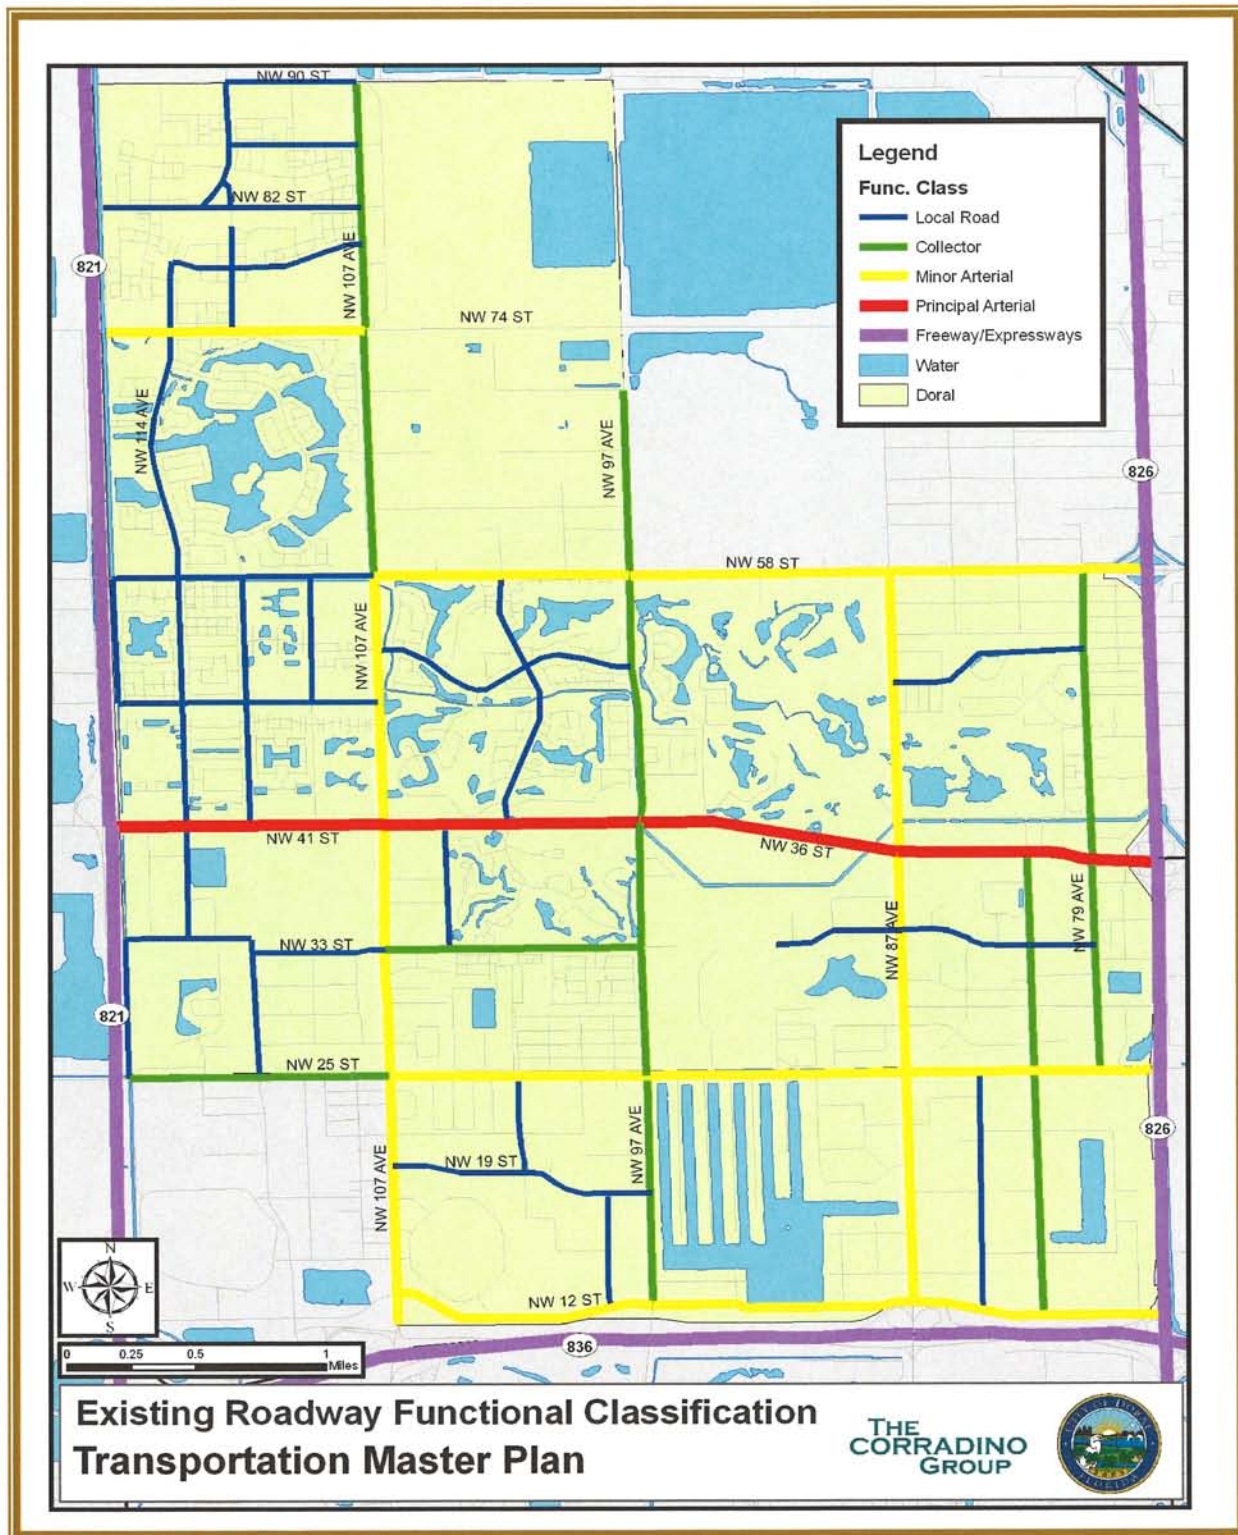 NW 90 ST
Legend
Func. Class
Local Road
Collector
Minor Arterial
Principal Arterial
Freeway/Expressways
Water
Doral
NW 82 ST
NW 107 AVE
821
NW 74 ST
NW 114 AVE
NW 97 AVE
826
NW 58 ST
NW 107 AVE
NW 41 ST
NW 36 ST
NW 79 AVE
NW 87 AVE
NW 33 ST
821
NW 25 ST
NW 97 AVE
826
NW 107 AVE
NW 19 ST
NW 12 ST
N
W
E
S
836
0 0.25 0.5 1
Miles
Existing Roadway Functional Classification
Transportation Master Plan
THE
CORRADINO
GROUP
CITY OF DORAL
FLORIDA